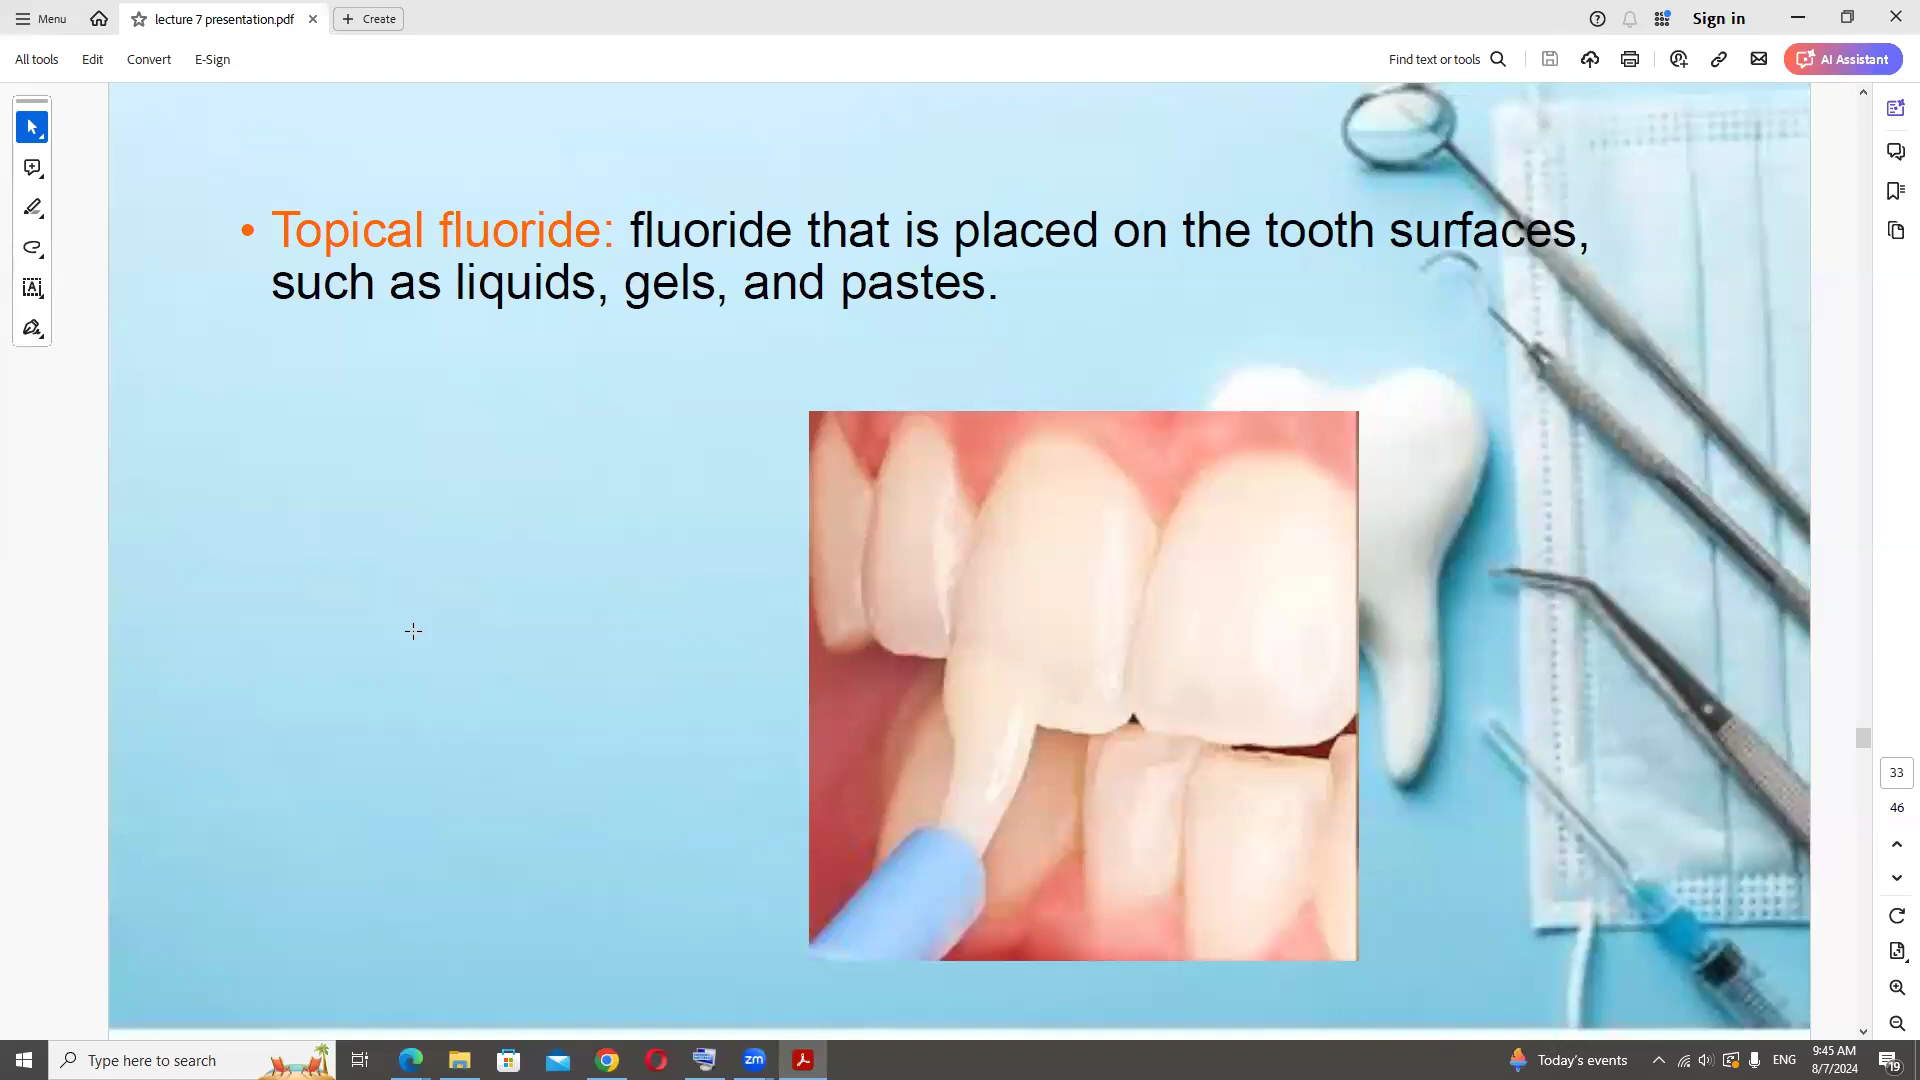 Menu
lecture 7 presentation.pdf
Create
Sign in
All tools
Edit
Convert
E-Sign
Find text or tools
AI Assistant
• Topical fluoride: fluoride that is placed on the tooth surfaces,
such as liquids, gels, and pastes.
33
46
Type here to search
zm
Today's events
ENG
9:45 AM
8/7/2024
19